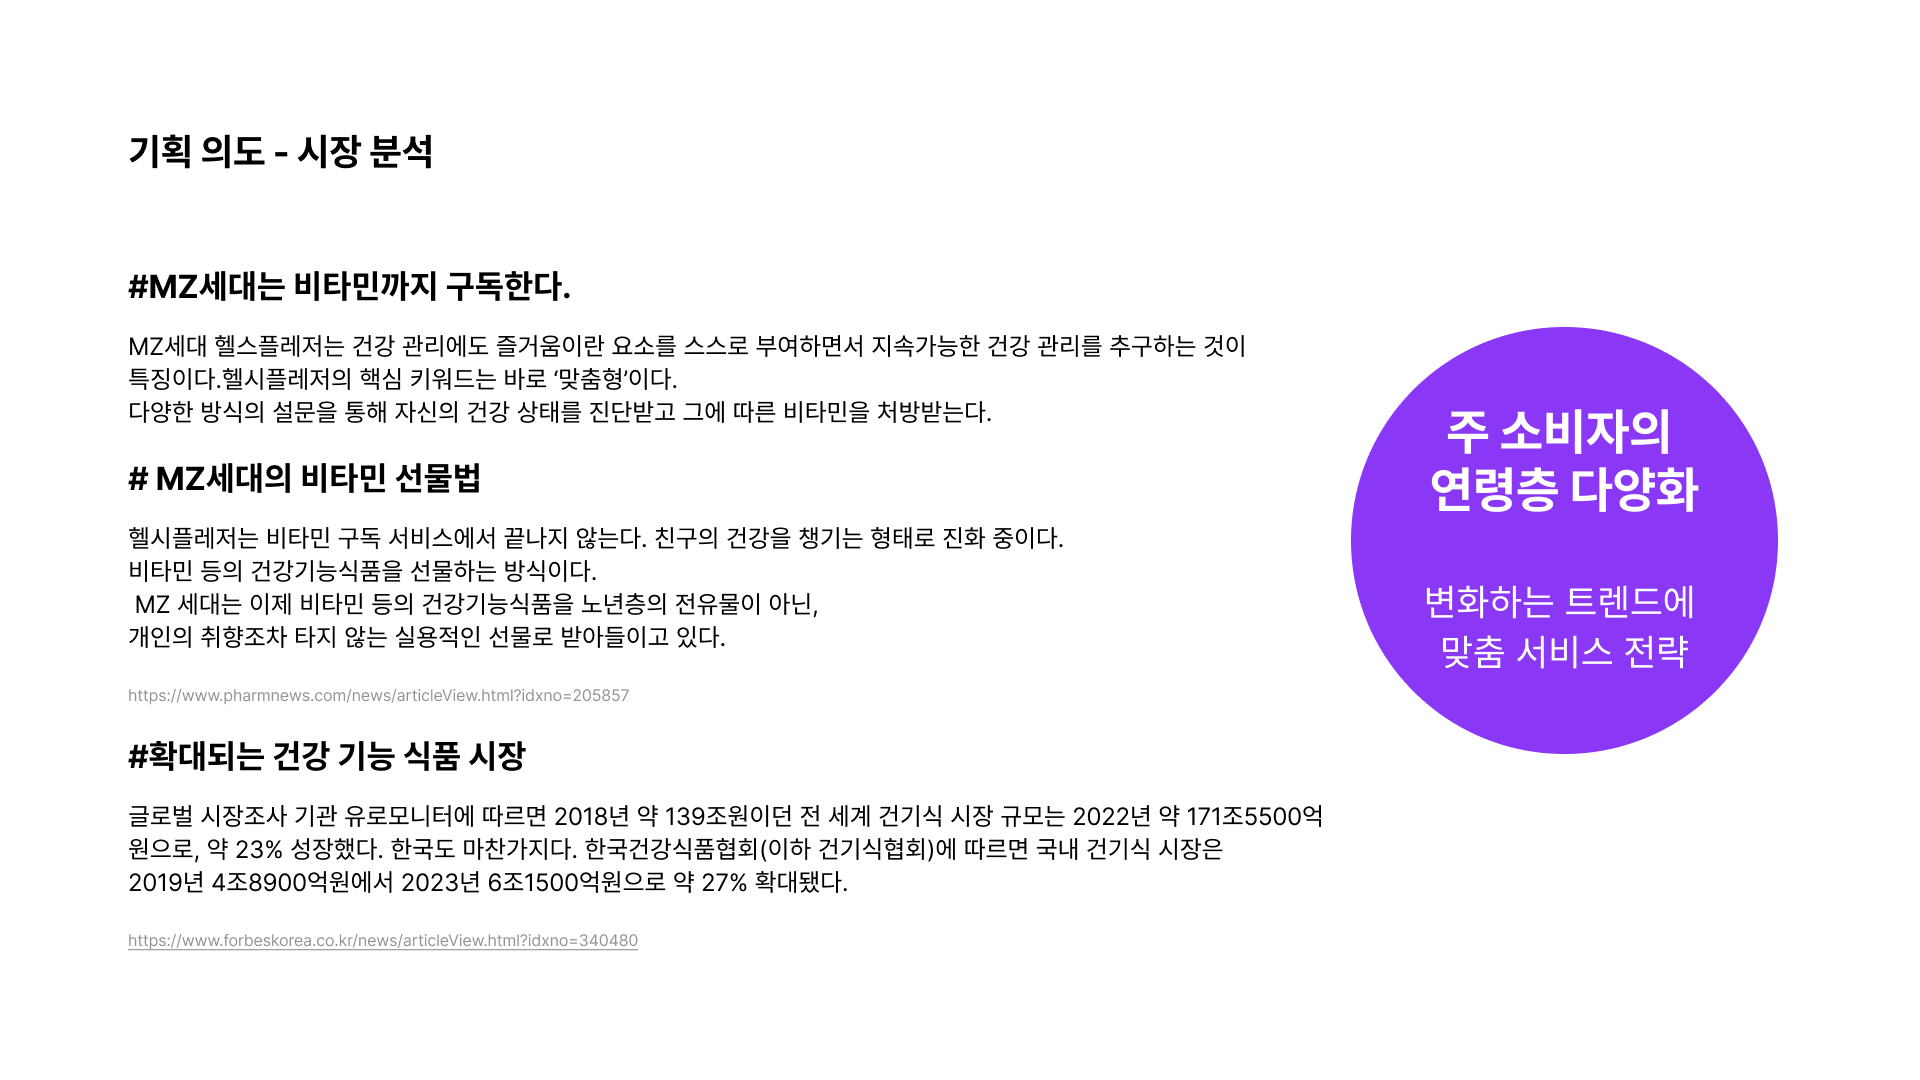 기획 의도 - 시장 분석
#MZ세대는 비타민까지 구독한다.
MZ세대 헬스플레저는 건강 관리에도 즐거움이란 요소를 스스로 부여하면서 지속가능한 건강 관리를 추구하는 것이
특징이다.헬시플레저의 핵심 키워드는 바로 ‘맞춤형’이다.
다양한 방식의 설문을 통해 자신의 건강 상태를 진단받고 그에 따른 비타민을 처방받는다.
# MZ세대의 비타민 선물법
헬시플레저는 비타민 구독 서비스에서 끝나지 않는다. 친구의 건강을 챙기는 형태로 진화 중이다.
비타민 등의 건강기능식품을 선물하는 방식이다.
MZ 세대는 이제 비타민 등의 건강기능식품을 노년층의 전유물이 아닌,
개인의 취향조차 타지 않는 실용적인 선물로 받아들이고 있다.
https://www.pharmnews.com/news/articleView.html?idxno=205857
#확대되는 건강 기능 식품 시장
글로벌 시장조사 기관 유로모니터에 따르면 2018년 약 139조원이던 전 세계 건기식 시장 규모는 2022년 약 171조5500억
원으로, 약 23% 성장했다. 한국도 마찬가지다. 한국건강식품협회(이하 건기식협회)에 따르면 국내 건기식 시장은
2019년 4조8900억원에서 2023년 6조1500억원으로 약 27% 확대됐다.
https://www.forbeskorea.co.kr/news/articleView.html?idxno=340480
주 소비자의
연령층 다양화
변화하는 트렌드에
맞춤 서비스 전략